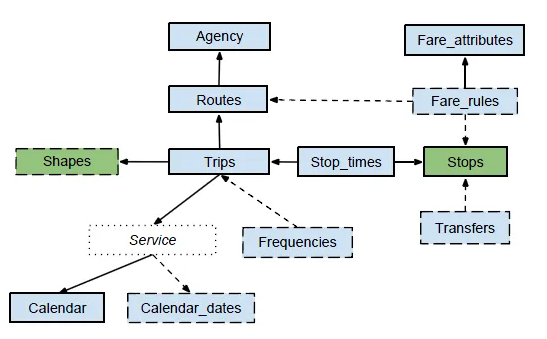 Agency
Fare_attributes
Routes
Fare_rules
Shapes
Trips
Stop_times
Stops
Service
Frequencies
Transfers
Calendar
Calendar_dates